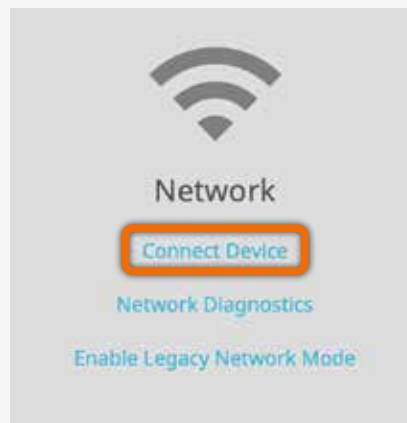 Network
Connect Device
Network Diagnostics
Enable Legacy Network Mode